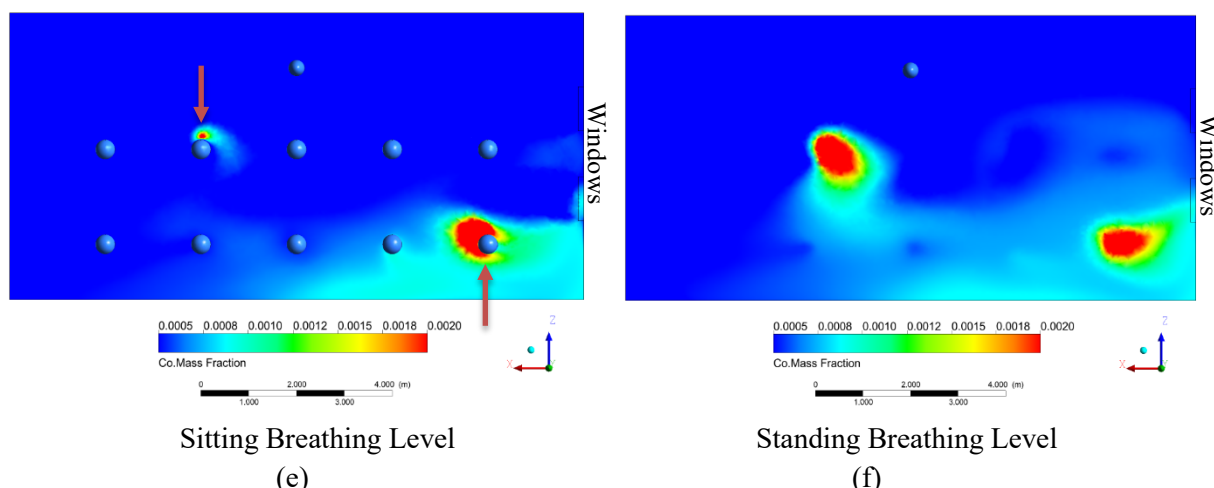 Windows
Windows
0.0005 0.0008 0.0010 0.0012 0.0015 0.0018 0.0020
Co.Mass Fraction
0 2.000 4.000 (m)
1.000 3.000
Z
X
Y
0.0005 0.0008 0.0010 0.0012 0.0015 0.0018 0.0020
Co.Mass Fraction
0 2.000 4.000 (m)
1.000 3.000
Z
X
Y
Sitting Breathing Level
Standing Breathing Level
(e)
(f)